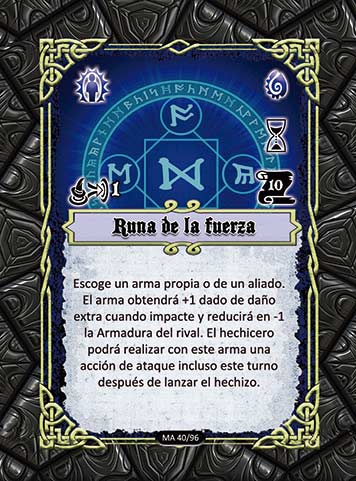 1
10
Runa de la fuerza
Escoge un arma propia o de un aliado.
El arma obtendrá +1 dado de daño
extra cuando impacte y reducirá en -1
la Armadura del rival. El hechicero
podrá realizar con este arma una
acción de ataque incluso este turno
después de lanzar el hechizo.
MA 40/96